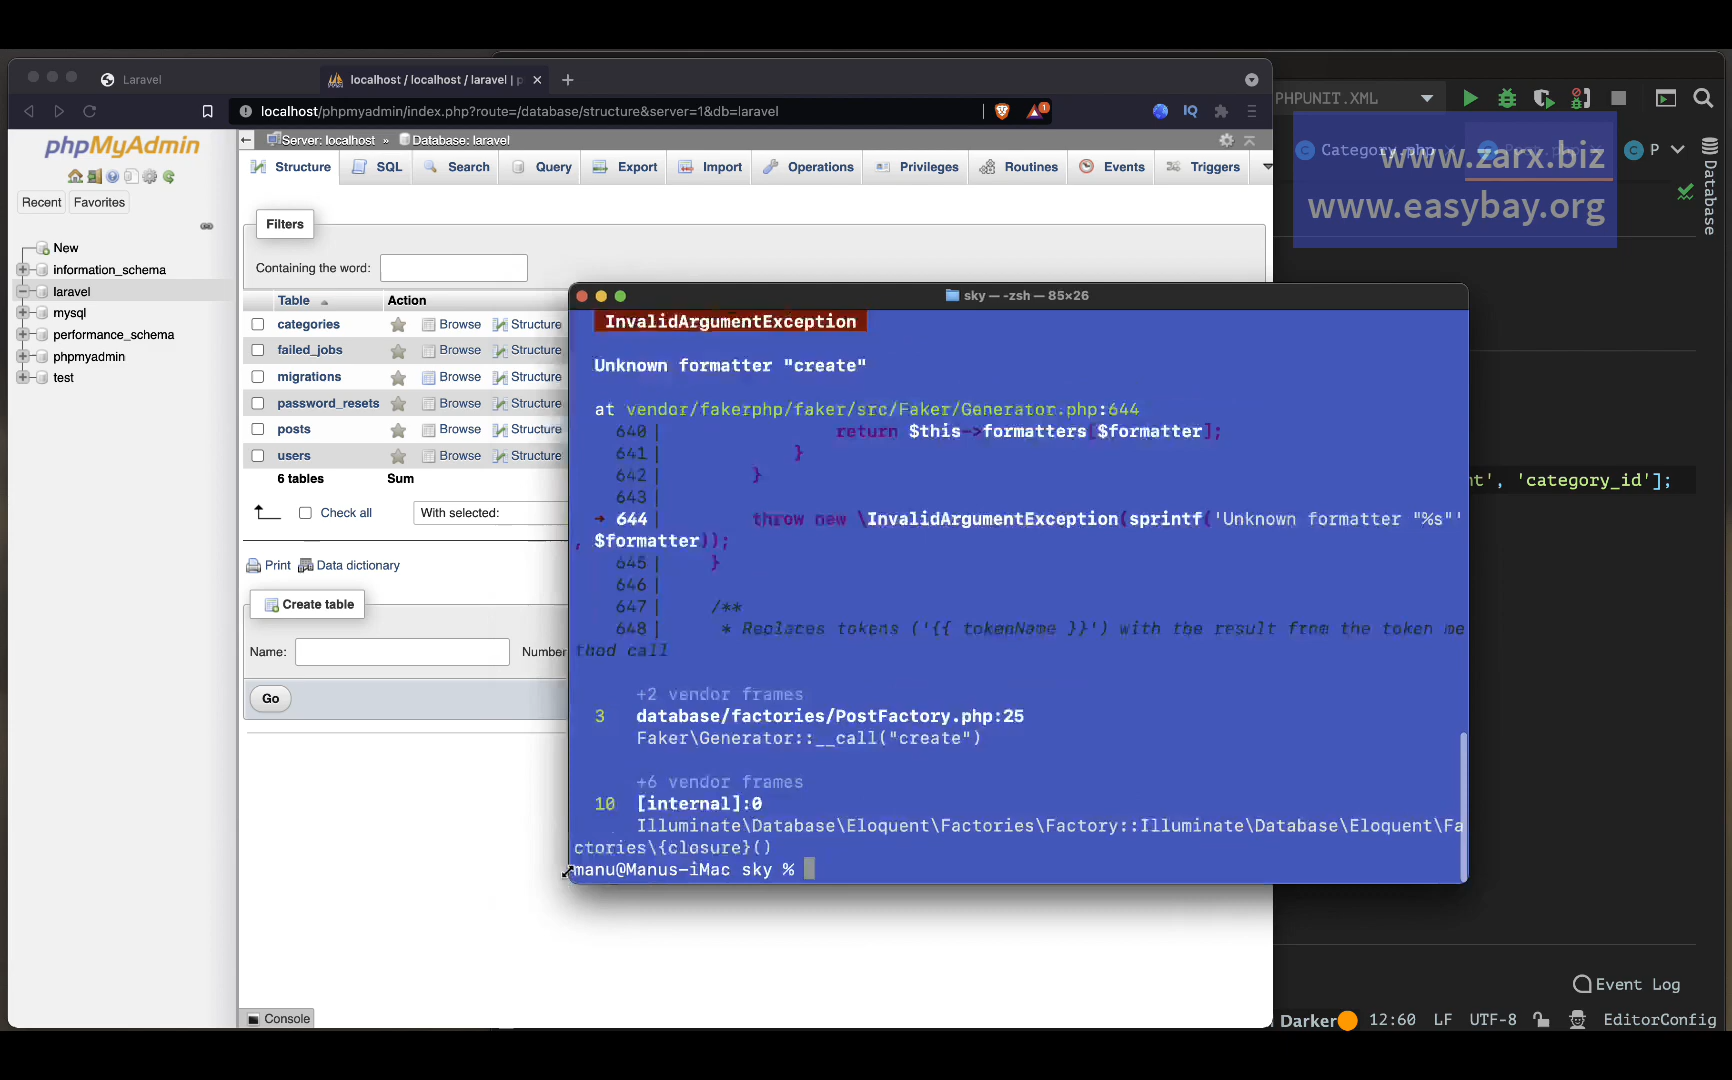 Laravel
localhost / localhost / laravel | p
localhost/phpmyadmin/index.php?route=/database/structure&server=1&db=laravel
1
IQ
PHPUNIT.XML
phpMyAdmin
Recent
Favorites
New
information_schema
laravel
mysql
performance_schema
phpmyadmin
test
Server: localhost » Database: laravel
Structure
SQL
Search
Query
Export
Import
Operations
Privileges
Routines
Events
Triggers
Filters
Containing the word:
Table
Action
categories Browse Structure
failed_jobs Browse Structure
migrations Browse Structure
password_resets Browse Structure
posts Browse Structure
users Browse Structure
6 tables Sum
Check all
With selected:
Print
Data dictionary
Create table
Name:
Number
Go
Console
sky — -zsh — 85×26
InvalidArgumentException
Unknown formatter "create"
at vendor/fakerphp/faker/src/Faker/Generator.php:644
640| return $this->formatters[$formatter];
641| }
642| }
643|
➜ 644| throw new \InvalidArgumentException(sprintf('Unknown formatter "%s"'
, $formatter));
645| }
646|
647| /**
648| * Replaces tokens ('{{ tokenName }}') with the result from the token me
thod call
+2 vendor frames
3 database/factories/PostFactory.php:25
Faker\Generator::__call("create")
+6 vendor frames
10 [internal]:0
Illuminate\Database\Eloquent\Factories\Factory::Illuminate\Database\Eloquent\Fa
ctories\{closure}()
manu@Manus-iMac sky %
C Category.php
C P
www.zarx.biz
www.easybay.org
Database
nt', 'category_id'];
Event Log
Darker
12:60
LF
UTF-8
EditorConfig